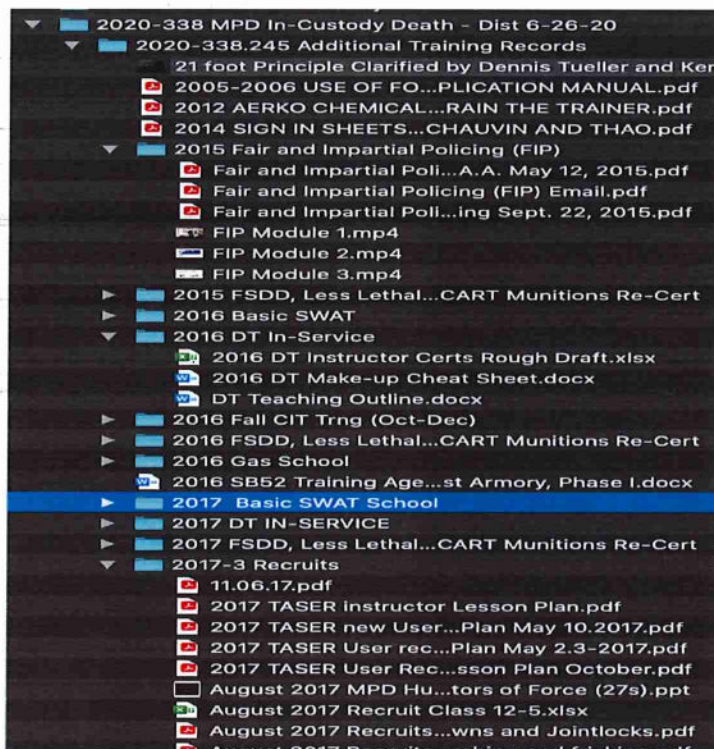 2020-338 MPD In-Custody Death - Dist 6-26-20
2020-338.245 Additional Training Records
21 foot Principle Clarified by Dennis Tueller and Ker
2005-2006 USE OF FO...PLICATION MANUAL.pdf
2012 AERKO CHEMICAL...RAIN THE TRAINER.pdf
2014 SIGN IN SHEETS...CHAUVIN AND THAO.pdf
2015 Fair and Impartial Policing (FIP)
Fair and Impartial Poli...A.A. May 12, 2015.pdf
Fair and Impartial Policing (FIP) Email.pdf
Fair and Impartial Poli...ing Sept. 22, 2015.pdf
FIP Module 1.mp4
FIP Module 2.mp4
FIP Module 3.mp4
2015 FSDD, Less Lethal...CART Munitions Re-Cert
2016 Basic SWAT
2016 DT In-Service
2016 DT Instructor Certs Rough Draft.xlsx
2016 DT Make-up Cheat Sheet.docx
DT Teaching Outline.docx
2016 Fall CIT Trng (Oct-Dec)
2016 FSDD, Less Lethal...CART Munitions Re-Cert
2016 Gas School
2016 SB52 Training Age...st Armory, Phase I.docx
2017 Basic SWAT School
2017 DT IN-SERVICE
2017 FSDD, Less Lethal...CART Munitions Re-Cert
2017-3 Recruits
11.06.17.pdf
2017 TASER instructor Lesson Plan.pdf
2017 TASER new User...Plan May 10.2017.pdf
2017 TASER User rec...Plan May 2.3-2017.pdf
2017 TASER User Rec...sson Plan October.pdf
August 2017 MPD Hu...tors of Force (27s).ppt
August 2017 Recruit Class 12-5.xlsx
August 2017 Recruits...wns and Jointlocks.pdf